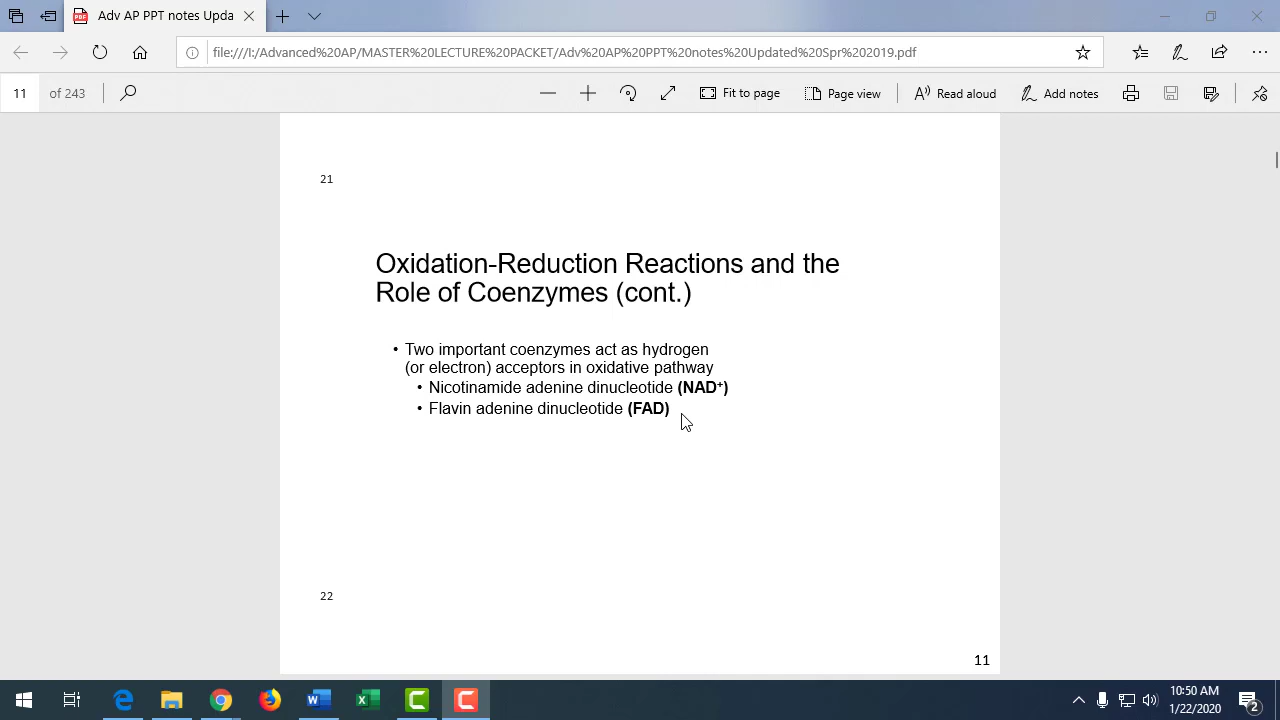 Adv AP PPT notes Upda
file:///I:/Advanced%20AP/MASTER%20LECTURE%20PACKET/Adv%20AP%20PPT%20notes%20Updated%20Spr%202019.pdf
11 of 243
Fit to page
Page view
Read aloud
Add notes
21
Oxidation-Reduction Reactions and the
Role of Coenzymes (cont.)
• Two important coenzymes act as hydrogen
(or electron) acceptors in oxidative pathway
• Nicotinamide adenine dinucleotide (NAD⁺)
• Flavin adenine dinucleotide (FAD)
22
11
10:50 AM
1/22/2020
2